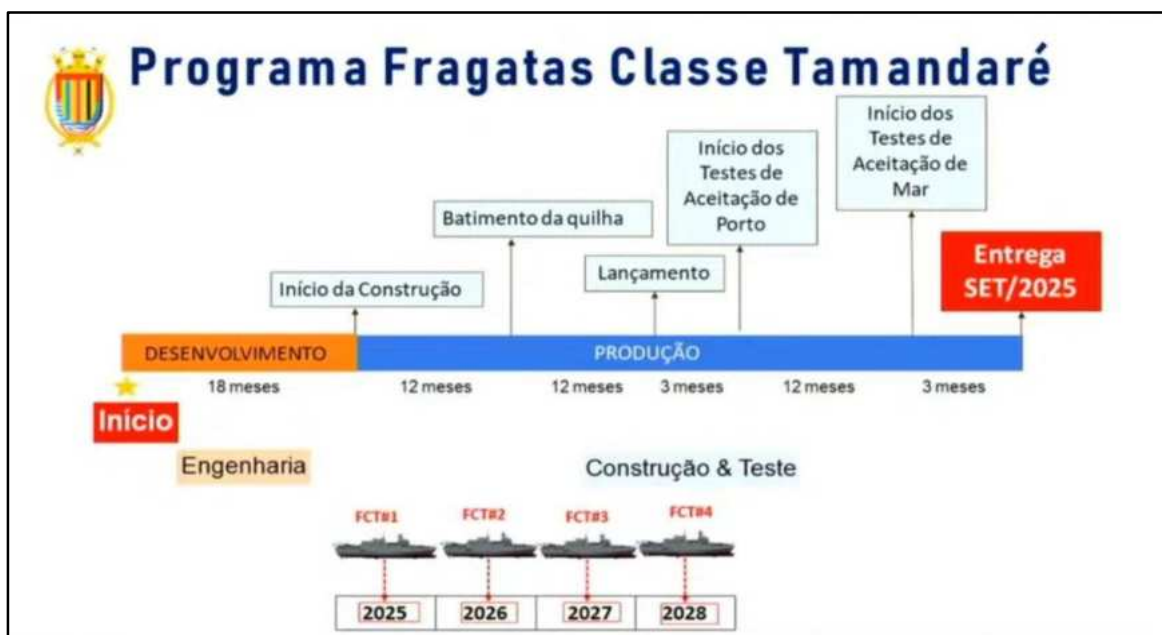 Programa Fragatas Classe Tamandaré
Início dos
Testes de
Aceitação de
Mar
Início dos
Testes de
Aceitação de
Porto
Batimento da quilha
Lançamento
Início da Construção
Entrega
SET/2025
DESENVOLVIMENTO
PRODUÇÃO
18 meses
12 meses
12 meses
3 meses
12 meses
3 meses
Início
Engenharia
Construção & Teste
FCT#1
FCT#2
FCT#3
FCT#4
2025
2026
2027
2028